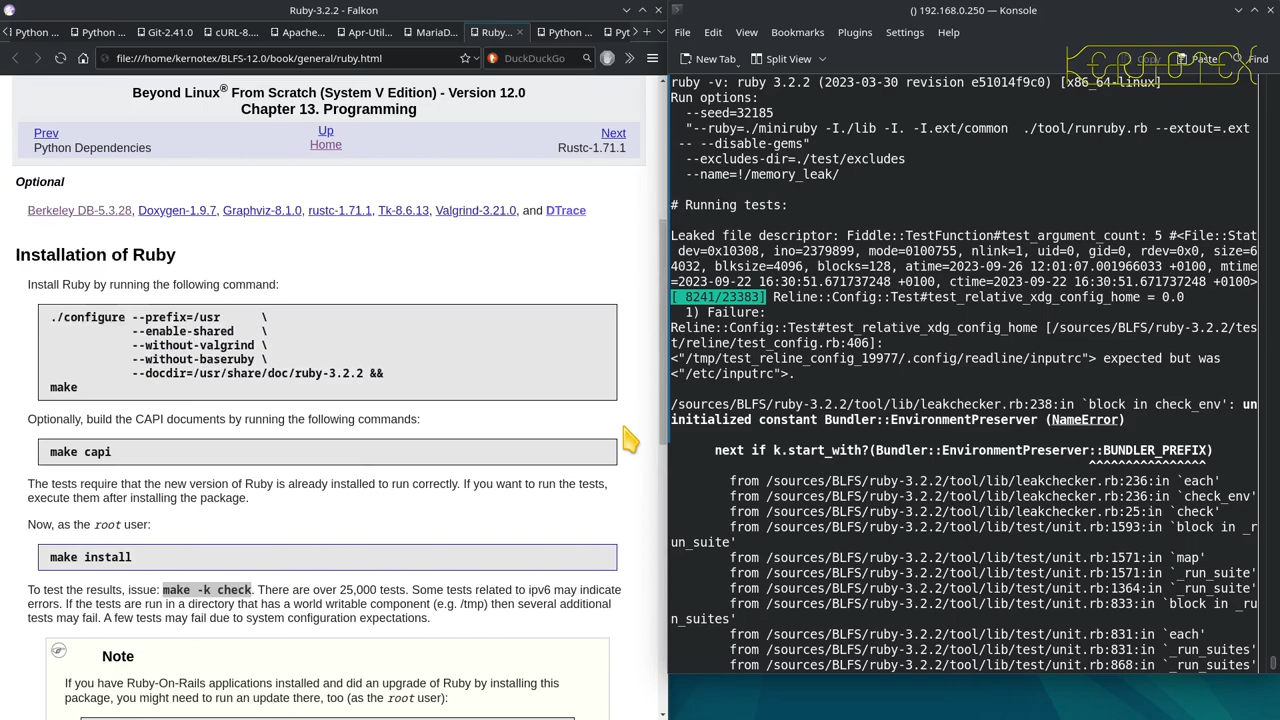 Ruby-3.2.2 - Falkon
Python ...
Python ...
Git-2.41.0
cURL-8....
Apache...
Apr-Util...
MariaD...
Ruby...
Python ...
Pyt
file:///home/kernotex/BLFS-12.0/book/general/ruby.html
DuckDuckGo
Beyond Linux® From Scratch (System V Edition) - Version 12.0
Chapter 13. Programming
Prev
Up
Next
Python Dependencies
Home
Rustc-1.71.1
Optional
Berkeley DB-5.3.28, Doxygen-1.9.7, Graphviz-8.1.0, rustc-1.71.1, Tk-8.6.13, Valgrind-3.21.0, and DTrace
Installation of Ruby
Install Ruby by running the following command:
./configure --prefix=/usr      \
--enable-shared    \
--without-valgrind \
--without-baseruby \
--docdir=/usr/share/doc/ruby-3.2.2 &&
make
Optionally, build the CAPI documents by running the following commands:
make capi
The tests require that the new version of Ruby is already installed to run correctly. If you want to run the tests,
execute them after installing the package.
Now, as the root user:
make install
To test the results, issue: make -k check. There are over 25,000 tests. Some tests related to ipv6 may indicate
errors. If the tests are run in a directory that has a world writable component (e.g. /tmp) then several additional
tests may fail. A few tests may fail due to system configuration expectations.
Note
If you have Ruby-On-Rails applications installed and did an upgrade of Ruby by installing this
package, you might need to run an update there, too (as the root user):
() 192.168.0.250 — Konsole
File
Edit
View
Bookmarks
Plugins
Settings
Help
New Tab
Split View
Copy
Paste
Find
KERNOTEX
ruby -v: ruby 3.2.2 (2023-03-30 revision e51014f9c0) [x86_64-linux]
Run options:
--seed=32185
"--ruby=./miniruby -I./lib -I. -I.ext/common  ./tool/runruby.rb --extout=.ext
-- --disable-gems"
--excludes-dir=./test/excludes
--name=!/memory_leak/
# Running tests:
Leaked file descriptor: Fiddle::TestFunction#test_argument_count: 5 #<File::Stat
dev=0x10308, ino=2379899, mode=0100755, nlink=1, uid=0, gid=0, rdev=0x0, size=6
4032, blksize=4096, blocks=128, atime=2023-09-26 12:01:07.001966033 +0100, mtime
=2023-09-22 16:30:51.671737248 +0100, ctime=2023-09-22 16:30:51.671737248 +0100>
[ 8241/23383] Reline::Config::Test#test_relative_xdg_config_home = 0.0
1) Failure:
Reline::Config::Test#test_relative_xdg_config_home [/sources/BLFS/ruby-3.2.2/tes
t/reline/test_config.rb:406]:
<"/tmp/test_reline_config_19977/.config/readline/inputrc"> expected but was
<"/etc/inputrc">.
/sources/BLFS/ruby-3.2.2/tool/lib/leakchecker.rb:238:in `block in check_env': un
initialized constant Bundler::EnvironmentPreserver (NameError)
next if k.start_with?(Bundler::EnvironmentPreserver::BUNDLER_PREFIX)
^^^^^^^^^^^^^^^^
from /sources/BLFS/ruby-3.2.2/tool/lib/leakchecker.rb:236:in `each'
from /sources/BLFS/ruby-3.2.2/tool/lib/leakchecker.rb:236:in `check_env'
from /sources/BLFS/ruby-3.2.2/tool/lib/leakchecker.rb:25:in `check'
from /sources/BLFS/ruby-3.2.2/tool/lib/test/unit.rb:1593:in `block in _r
un_suite'
from /sources/BLFS/ruby-3.2.2/tool/lib/test/unit.rb:1571:in `map'
from /sources/BLFS/ruby-3.2.2/tool/lib/test/unit.rb:1571:in `_run_suite'
from /sources/BLFS/ruby-3.2.2/tool/lib/test/unit.rb:1364:in `_run_suite'
from /sources/BLFS/ruby-3.2.2/tool/lib/test/unit.rb:833:in `block in _ru
n_suites'
from /sources/BLFS/ruby-3.2.2/tool/lib/test/unit.rb:831:in `each'
from /sources/BLFS/ruby-3.2.2/tool/lib/test/unit.rb:831:in `_run_suites'
from /sources/BLFS/ruby-3.2.2/tool/lib/test/unit.rb:868:in `_run_suites'